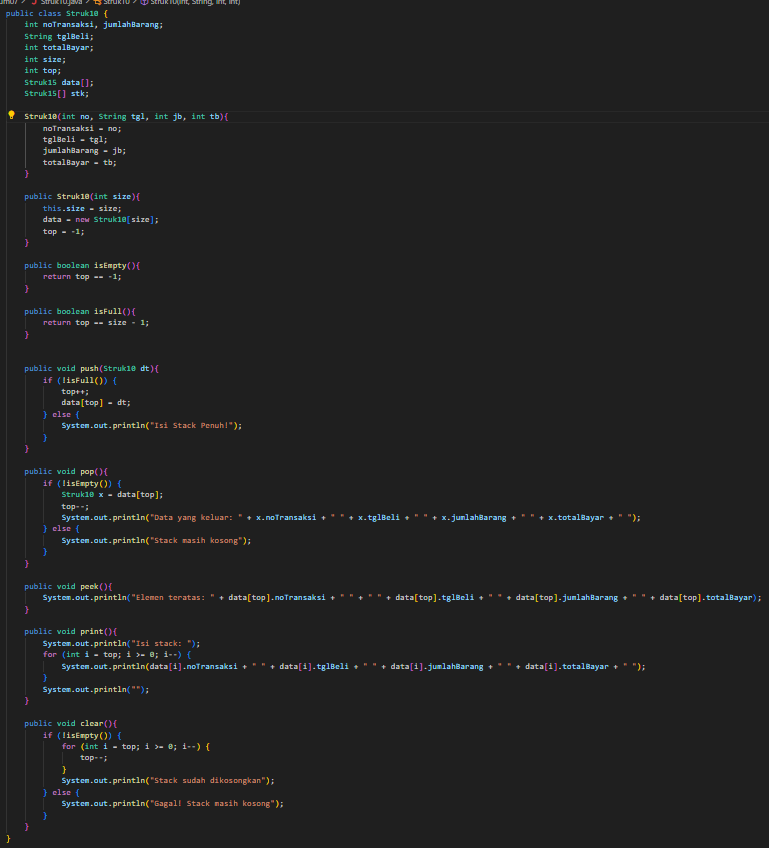 Struk10.java > Struk10 > Struk10(int, String, int, int)
public class Struk10 {
    int noTransaksi, jumlahBarang;
    String tglBeli;
    int totalBayar;
    int size;
    int top;
    Struk15 data[];
    Struk15[] stk;

    Struk10(int no, String tgl, int jb, int tb){
        noTransaksi = no;
        tglBeli = tgl;
        jumlahBarang = jb;
        totalBayar = tb;
    }

    public Struk10(int size){
        this.size = size;
        data = new Struk10[size];
        top = -1;
    }

    public boolean isEmpty(){
        return top == -1;
    }

    public boolean isFull(){
        return top == size - 1;
    }


    public void push(Struk10 dt){
        if (!isFull()) {
            top++;
            data[top] = dt;
        } else {
            System.out.println("Isi Stack Penuh!");
        }
    }

    public void pop(){
        if (!isEmpty()) {
            Struk10 x = data[top];
            top--;
            System.out.println("Data yang keluar: " + x.noTransaksi + " " + x.tglBeli + " " + x.jumlahBarang + " " + x.totalBayar + " ");
        } else {
            System.out.println("Stack masih kosong");
        }
    }

    public void peek(){
        System.out.println("Elemen teratas: " + data[top].noTransaksi + " " + " " + data[top].tglBeli + " " + data[top].jumlahBarang + " " + data[top].totalBayar);
    }

    public void print(){
        System.out.println("Isi stack: ");
        for (int i = top; i >= 0; i--) {
            System.out.println(data[i].noTransaksi + " " + data[i].tglBeli + " " + data[i].jumlahBarang + " " + data[i].totalBayar + " ");
        }
        System.out.println("");
    }

    public void clear(){
        if (!isEmpty()) {
            for (int i = top; i >= 0; i--) {
                top--;
            }
            System.out.println("Stack sudah dikosongkan");
        } else {
            System.out.println("Gagal! Stack masih kosong");
        }
    }
}